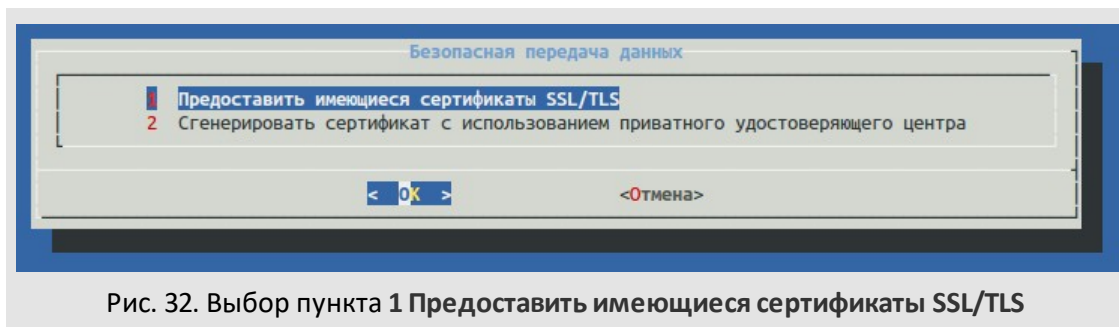 Безопасная передача данных
1 Предоставить имеющиеся сертификаты SSL/TLS
2 Сгенерировать сертификат с использованием приватного удостоверяющего центра
< OK > <Отмена>
Рис. 32. Выбор пункта 1 Предоставить имеющиеся сертификаты SSL/TLS